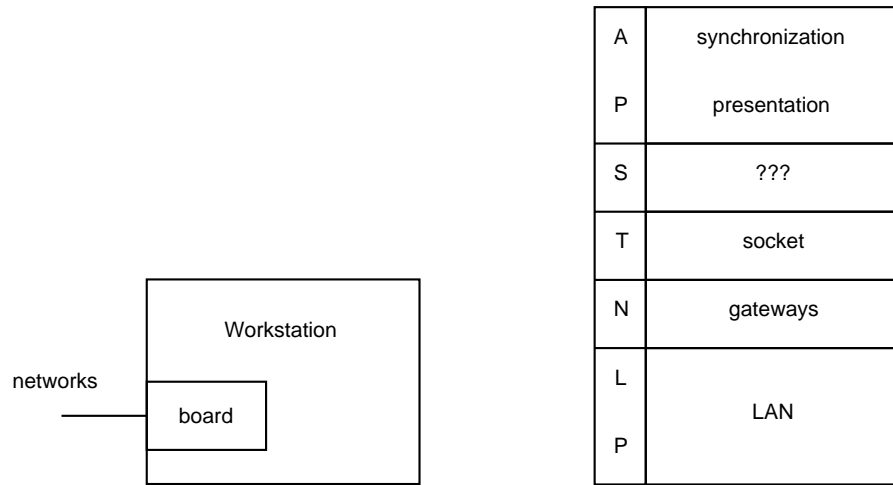 Workstation
networks
board
A synchronization
P presentation
S ???
T socket
N gateways
L
LAN
P